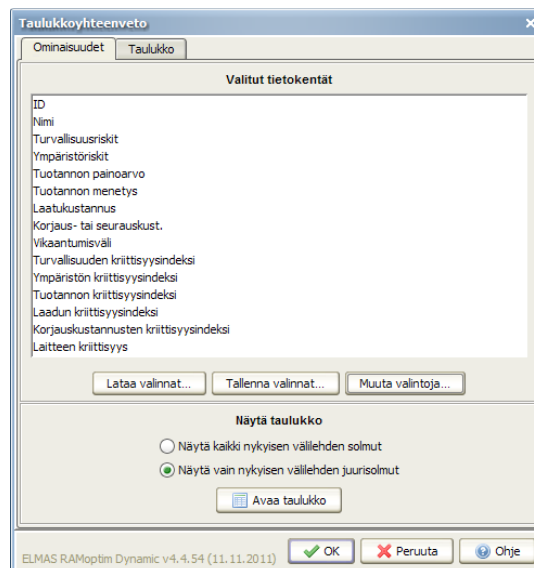 Taulukkoyhteenveto
Ominaisuudet Taulukko
Valitut tietokentät
ID
Nimi
Turvallisuusriskit
Ympäristöriskit
Tuotannon painoarvo
Tuotannon menetys
Laatukustannus
Korjaus- tai seurauskust.
Vikaantumisväli
Turvallisuuden kriittisyysindeksi
Ympäristön kriittisyysindeksi
Tuotannon kriittisyysindeksi
Laadun kriittisyysindeksi
Korjauskustannusten kriittisyysindeksi
Laitteen kriittisyys
Lataa valinnat... Tallenna valinnat... Muuta valintoja...
Näytä taulukko
Näytä kaikki nykyisen välilehden solmut
Näytä vain nykyisen välilehden juurisolmut
Avaa taulukko
ELMAS RAMoptim Dynamic v4.4.54 (11.11.2011) OK Peruuta Ohje